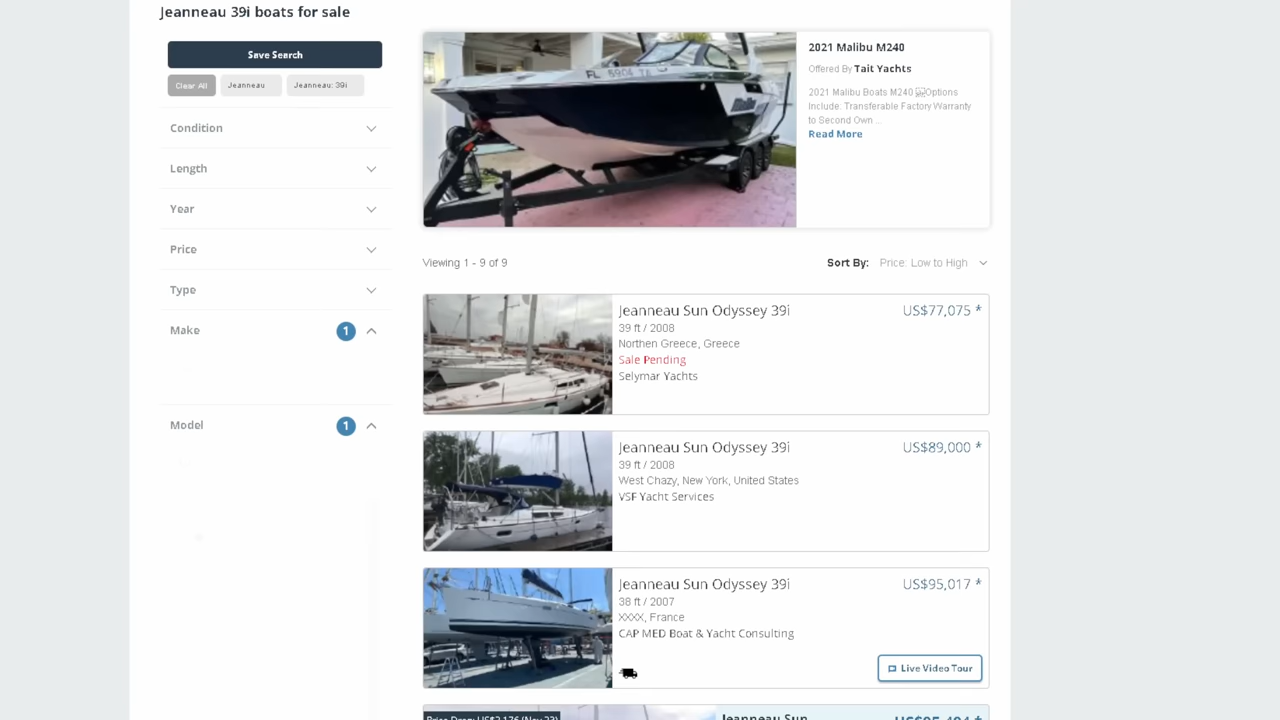 Jeanneau 39i boats for sale
Save Search
Clear All
Jeanneau
Jeanneau: 39i
Condition
Length
Year
Price
Type
Make
1
Model
1
2021 Malibu M240
Offered By Tait Yachts
2021 Malibu Boats M240 Options
Include: Transferable Factory Warranty
to Second Own ...
Read More
Viewing 1 - 9 of 9
Sort By: Price: Low to High
Jeanneau Sun Odyssey 39i
US$77,075 *
39 ft / 2008
Northen Greece, Greece
Sale Pending
Selymar Yachts
Jeanneau Sun Odyssey 39i
US$89,000 *
39 ft / 2008
West Chazy, New York, United States
VSF Yacht Services
Jeanneau Sun Odyssey 39i
US$95,017 *
38 ft / 2007
XXXX, France
CAP MED Boat & Yacht Consulting
Live Video Tour
Jeanneau Sun